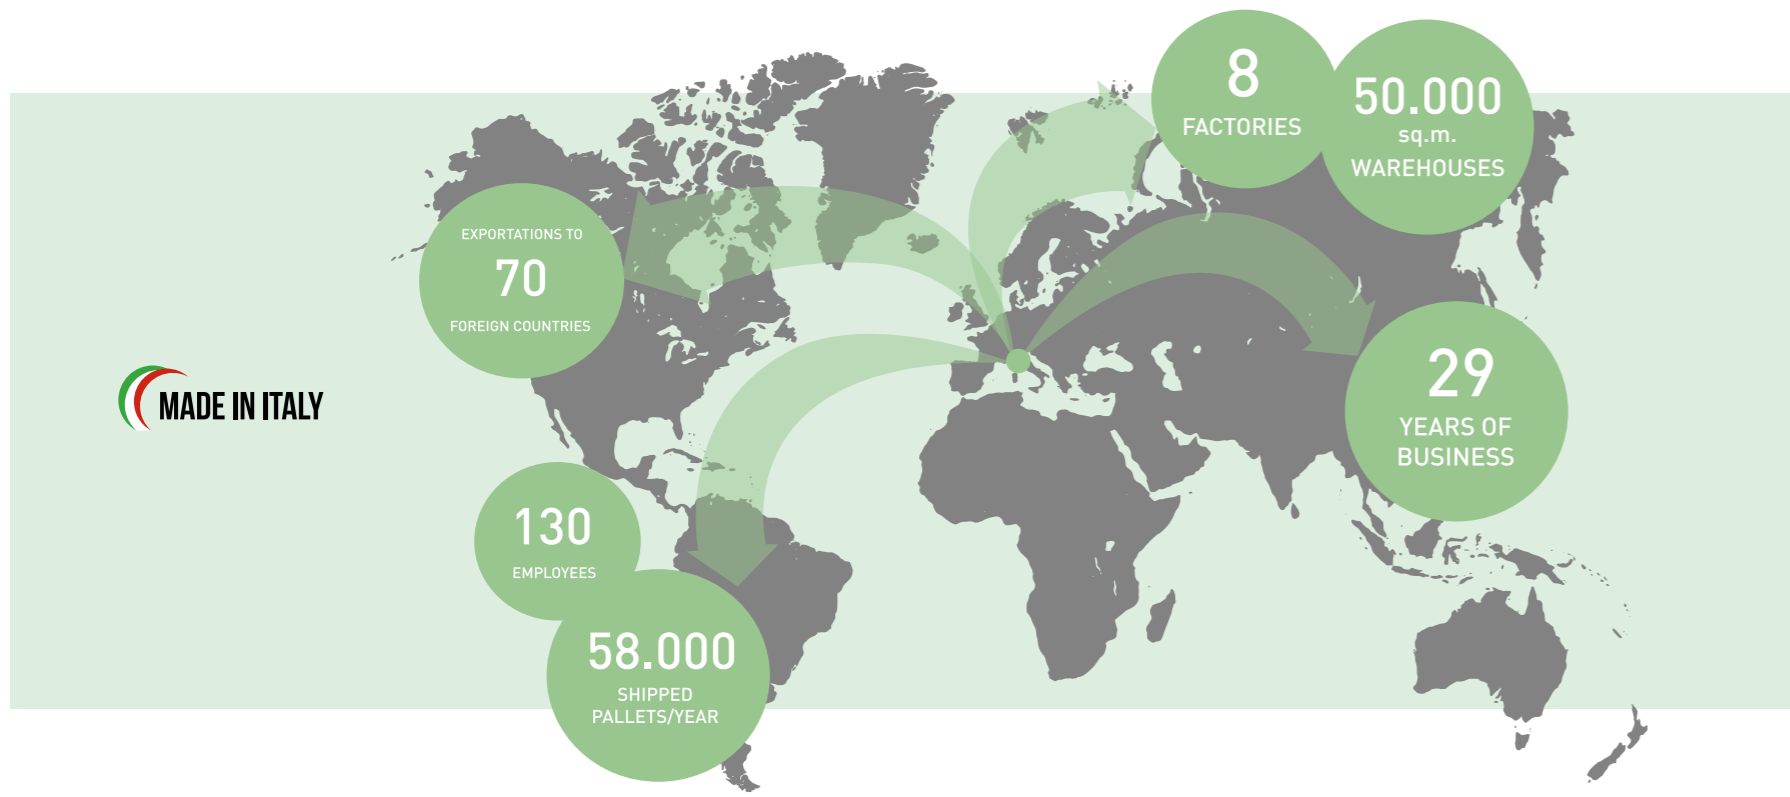 8
FACTORIES
50.000
sq.m.
WAREHOUSES
EXPORTATIONS TO
70
FOREIGN COUNTRIES
MADE IN ITALY
29
YEARS OF
BUSINESS
130
EMPLOYEES
58.000
SHIPPED
PALLETS/YEAR